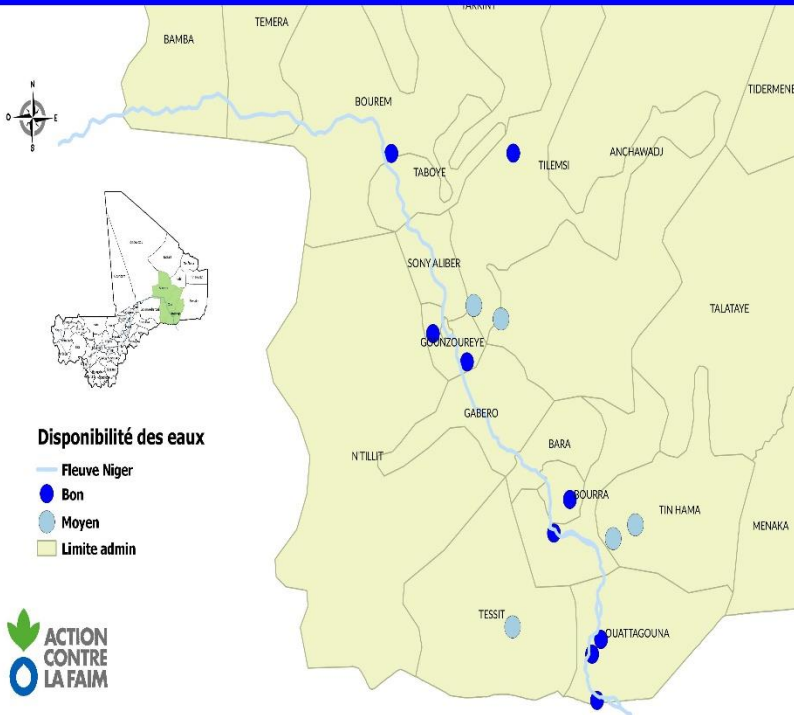 TARKINT
TEMERA
BAMBA
TIDERMENE
BOUREM
N
O E
S
ANCHAWADJ
TILEMSI
TABOYE
SONY ALIBER
TALATAYE
GOUNZOUREYE
GABERO
BARA
N'TILLIT
BOURRA
TIN HAMA
MENAKA
TESSIT
OUATTAGOUNA
Disponibilité des eaux
Fleuve Niger
Bon
Moyen
Limite admin
ACTION
CONTRE
LA FAIM